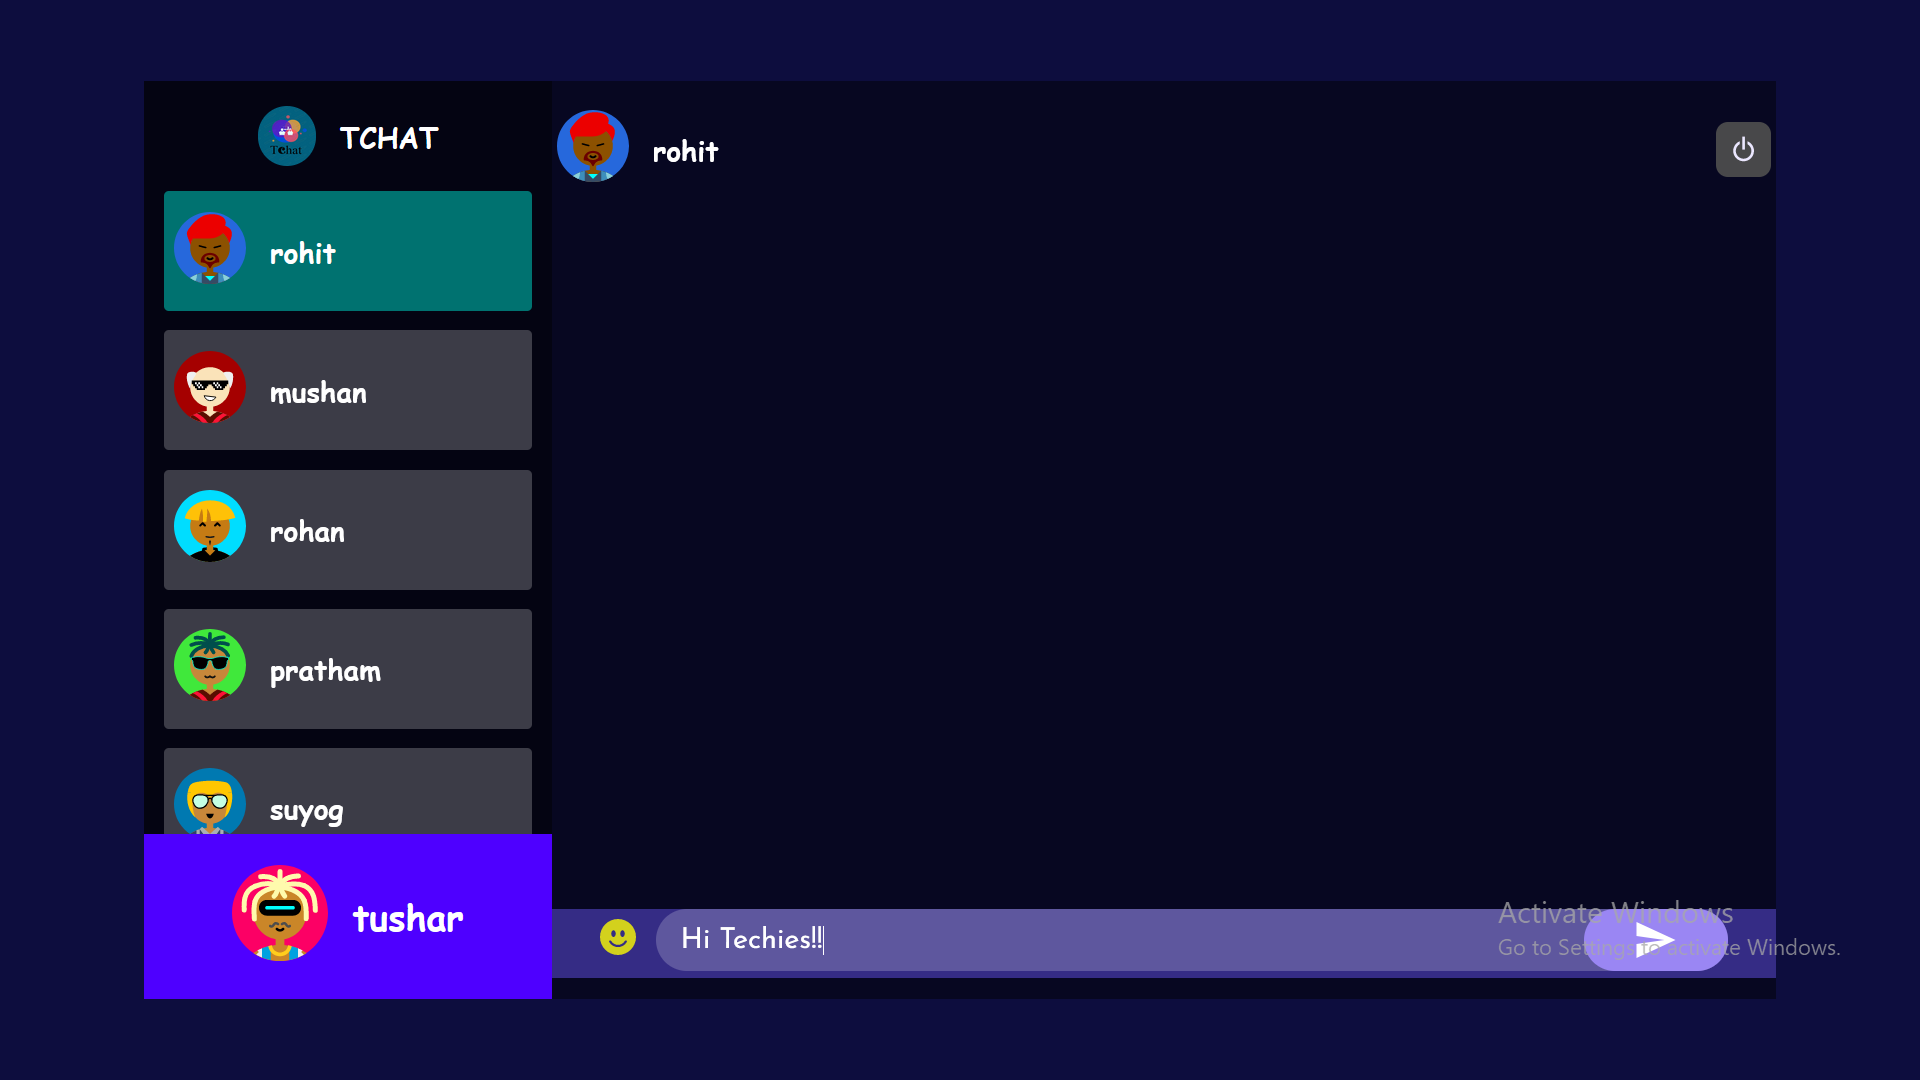 Tchat
TCHAT
rohit
mushan
rohan
pratham
suyog
tushar
rohit
Hi Techies!!
Activate Windows
Go to Settings to activate Windows.